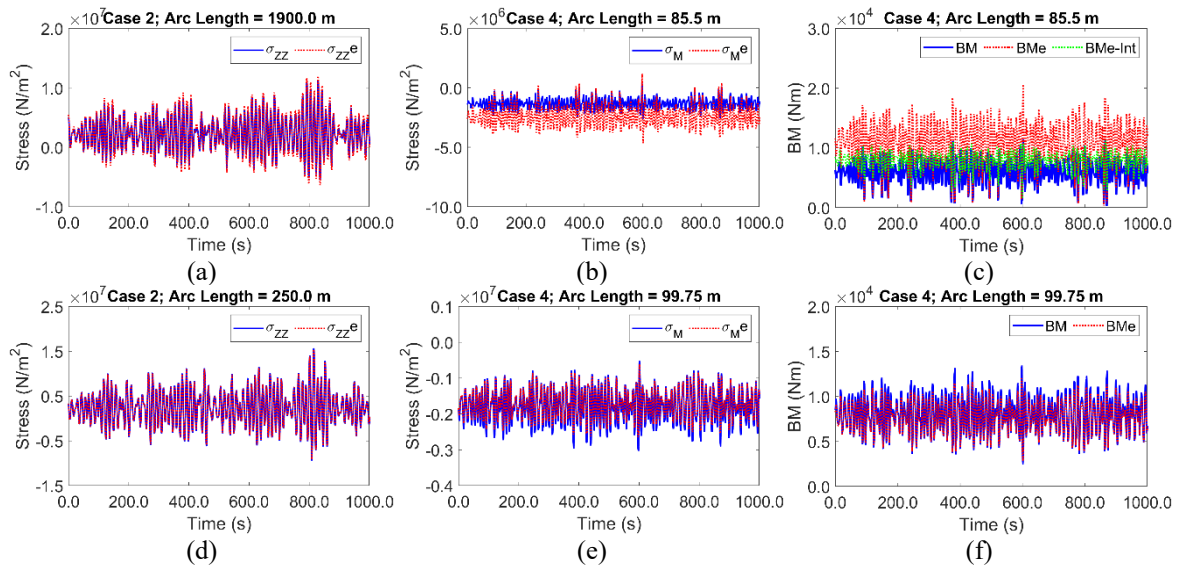 ×10⁷ Case 2; Arc Length = 1900.0 m
2.0
1.0
0.0
-1.0
Stress (N/m²)
σZZ σZZe
0.0 200.0 400.0 600.0 800.0 1000.0
Time (s)
(a)
×10⁶ Case 4; Arc Length = 85.5 m
5.0
0.0
-5.0
-10.0
Stress (N/m²)
σM σMe
0.0 200.0 400.0 600.0 800.0 1000.0
Time (s)
(b)
×10⁴ Case 4; Arc Length = 85.5 m
3.0
2.0
1.0
0.0
BM (Nm)
BM BMe BMe-Int
0.0 200.0 400.0 600.0 800.0 1000.0
Time (s)
(c)
×10⁷ Case 2; Arc Length = 250.0 m
2.5
1.5
0.5
-0.5
-1.5
Stress (N/m²)
σZZ σZZe
0.0 200.0 400.0 600.0 800.0 1000.0
Time (s)
(d)
×10⁷ Case 4; Arc Length = 99.75 m
0.1
0.0
-0.1
-0.2
-0.3
-0.4
Stress (N/m²)
σM σMe
0.0 200.0 400.0 600.0 800.0 1000.0
Time (s)
(e)
×10⁴ Case 4; Arc Length = 99.75 m
2.0
1.5
1.0
0.5
0.0
BM (Nm)
BM BMe
0.0 200.0 400.0 600.0 800.0 1000.0
Time (s)
(f)